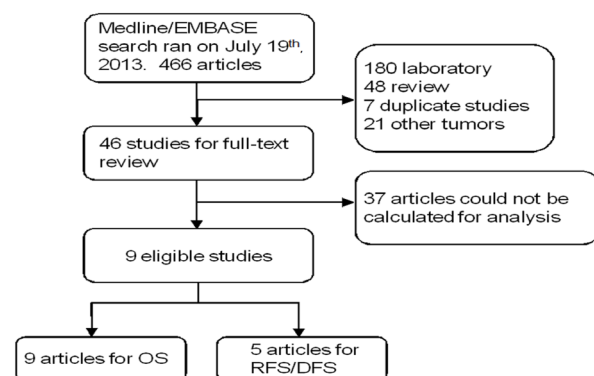 Medline/EMBASE
search ran on July 19th,
2013. 466 articles
180 laboratory
48 review
7 duplicate studies
21 other tumors
46 studies for full-text
review
37 articles could not be
calculated for analysis
9 eligible studies
9 articles for OS
5 articles for
RFS/DFS